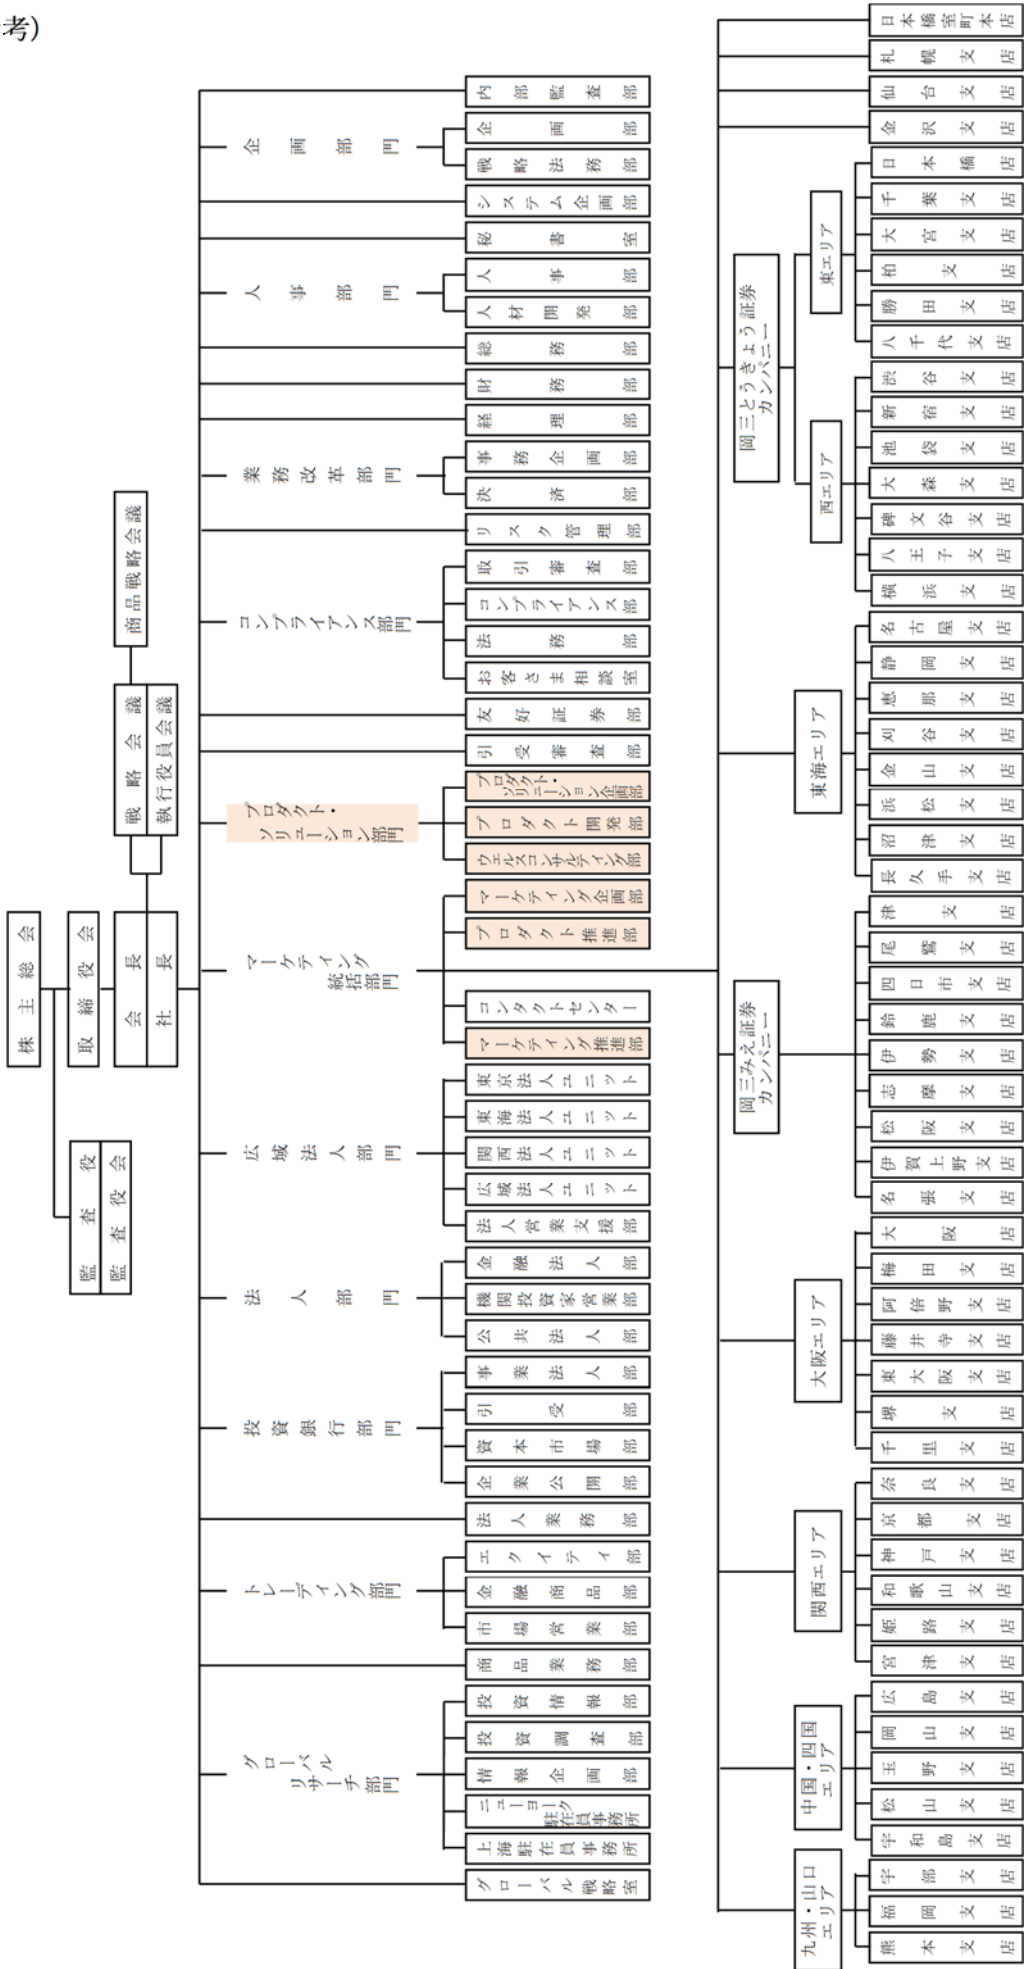 考)
株主総会
取締役会
会長
社長
監査役
監査役会
戦略会議
執行役員会議
商品戦略会議
内部監査部
企画部門
企画部
戦略法務部
システム企画部
秘書室
人事部門
人事部
人材開発部
総務部
財務部
経理部
業務改革部門
事務企画部
決済部
リスク管理部
コンプライアンス部門
取引審査部
コンプライアンス部
法務部
お客さま相談室
友好証券部
引受審査部
プロダクト・
ソリューション部門
プロダクト・
ソリューション企画部
プロダクト開発部
ウェルスコンサルティング部
マーケティング
統括部門
マーケティング企画部
プロダクト推進部
コンタクトセンター
マーケティング推進部
広域法人部門
東京法人ユニット
東海法人ユニット
関西法人ユニット
広域法人ユニット
法人営業支援部
法人部門
金融法人部
機関投資家営業部
公共法人部
投資銀行部門
事業法人部
引受部
資本市場部
企業公開部
法人業務部
トレーディング部門
エクイティ部
金融商品部
市場営業部
商品業務部
グローバル
リサーチ部門
投資情報部
投資調査部
情報企画部
ニューヨーク
駐在員事務所
上海駐在員事務所
グローバル戦略室
日本橋室町本店
札幌支店
仙台支店
金沢支店
岡三とうきょう証券
カンパニー
東エリア
日本橋店
千葉支店
大宮支店
柏支店
勝田支店
八千代支店
西エリア
渋谷支店
新宿支店
池袋支店
大森支店
碑文谷支店
八王子支店
横浜支店
東海エリア
名古屋支店
静岡支店
恵那支店
刈谷支店
金山支店
浜松支店
沼津支店
長久手支店
岡三みえ証券
カンパニー
津支店
尾鷲支店
四日市支店
鈴鹿支店
伊勢支店
志摩支店
松阪支店
伊賀上野支店
名張支店
大阪エリア
大阪店
梅田支店
阿倍野支店
藤井寺支店
東大阪支店
堺支店
千里支店
関西エリア
奈良支店
京都支店
神戸支店
和歌山支店
姫路支店
宮津支店
中国・四国
エリア
広島支店
岡山支店
玉野支店
松山支店
宇和島支店
九州・山口
エリア
宇部支店
福岡支店
熊本支店